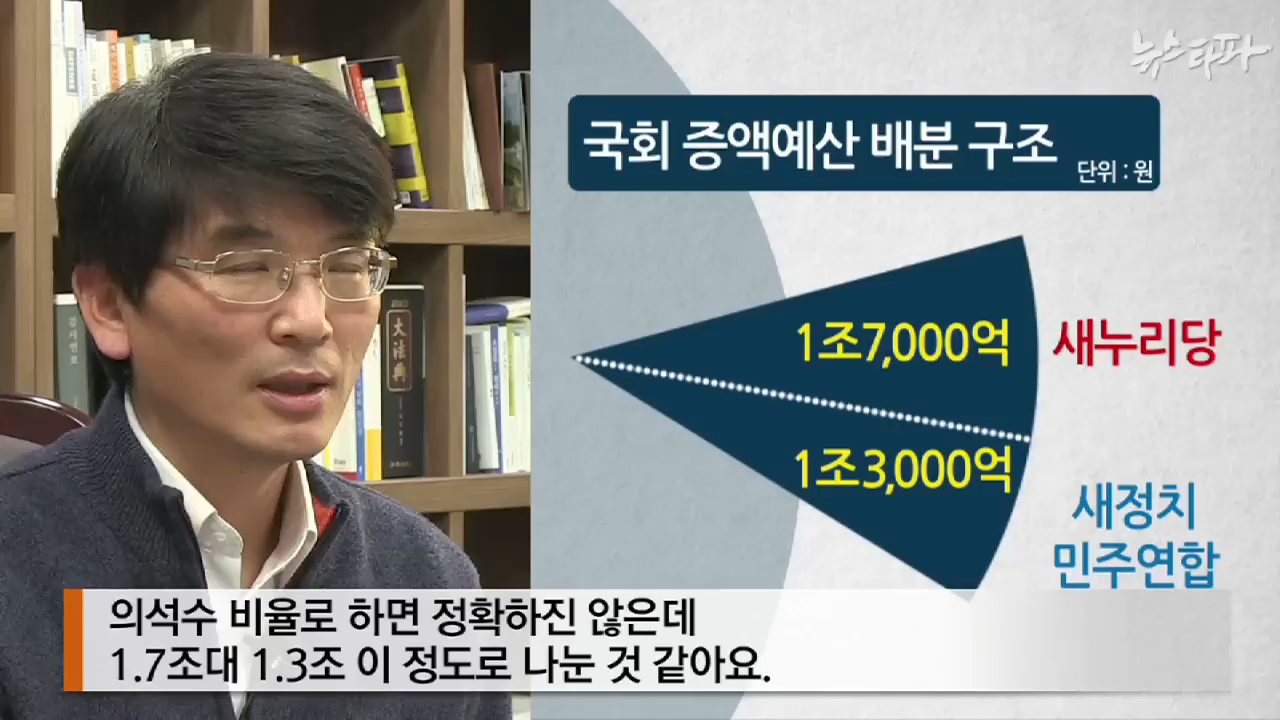 뉴스타파
국회 증액예산 배분 구조
단위 : 원
1조7,000억
새누리당
1조3,000억
새정치
민주연합
大法典
의석수 비율로 하면 정확하진 않은데
1.7조대 1.3조 이 정도로 나눈 것 같아요.